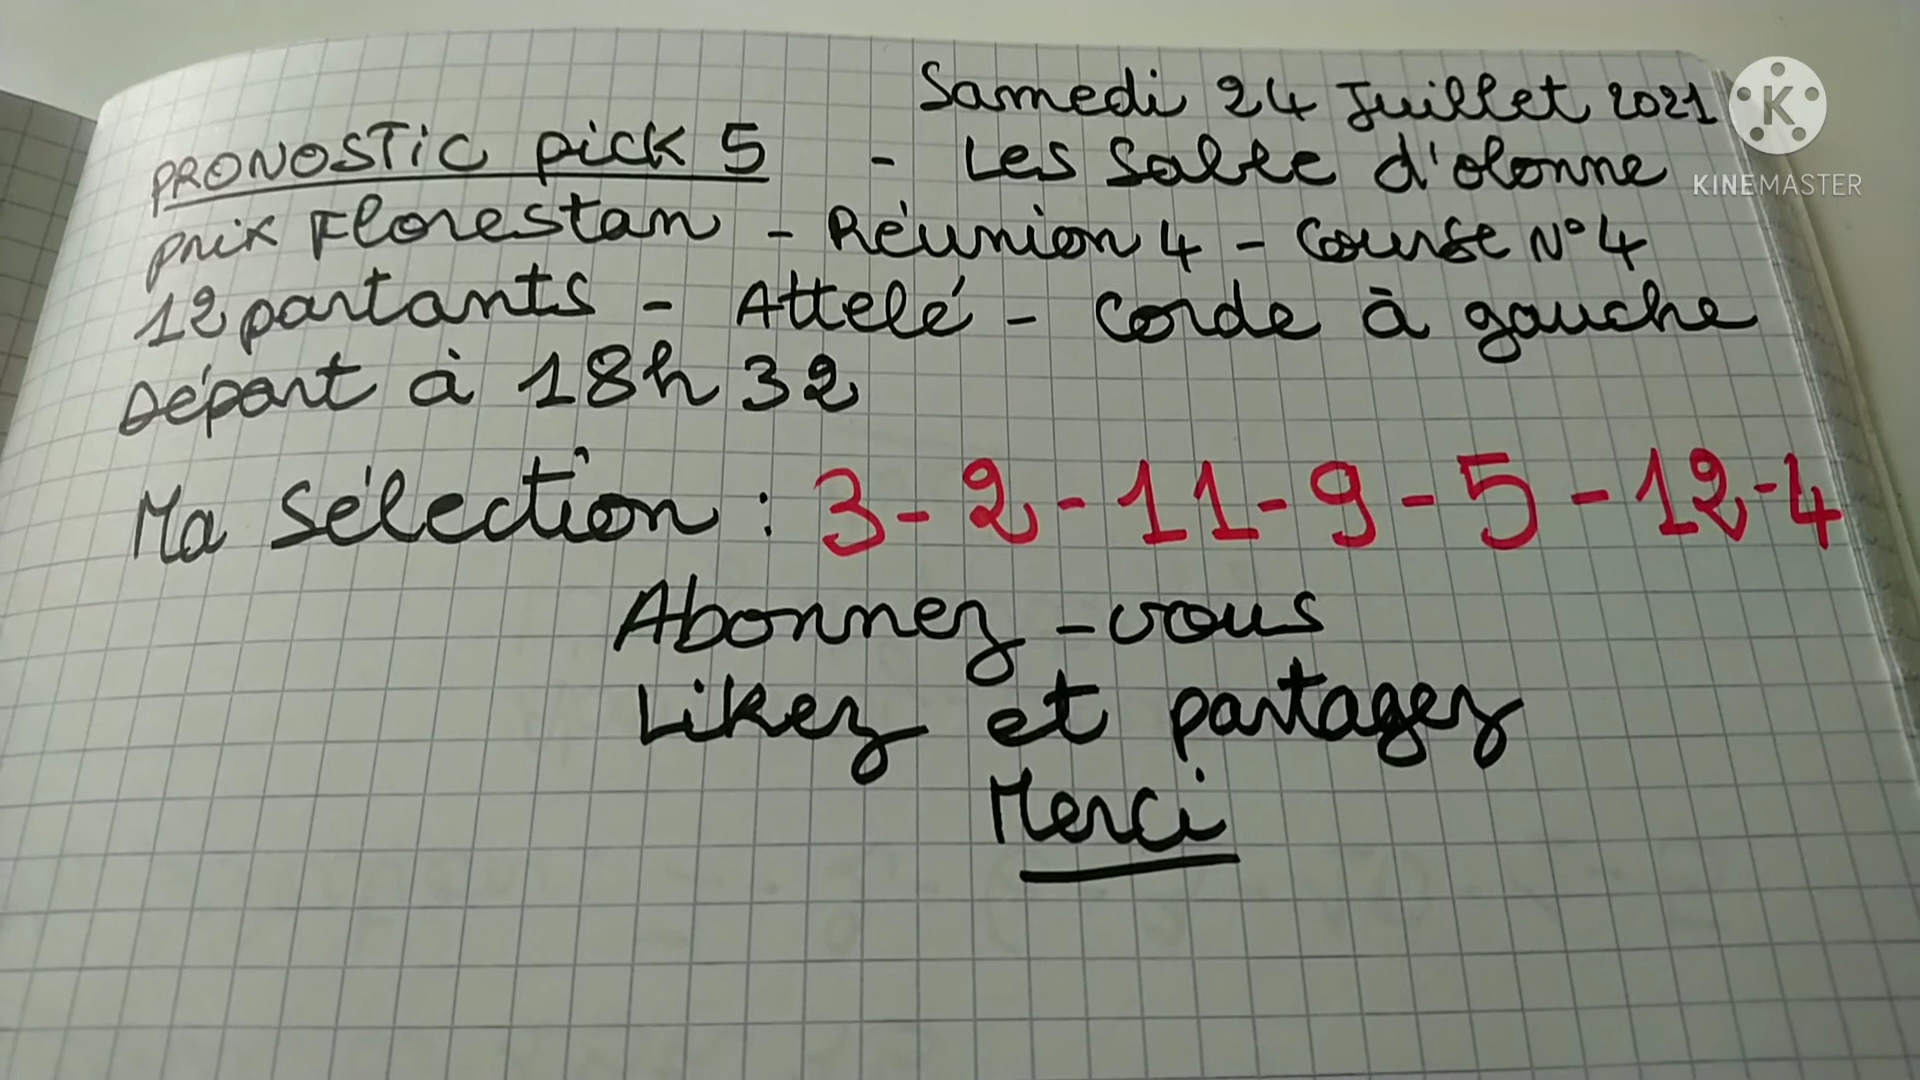 Samedi 24 Juillet 2021
PRONOSTIC pick 5 - Les Sable d'olonne
prix Florestan - Réunion 4 - Course N°4
12 partants - Attelé - Corde à gauche
Départ à 18h32
Ma Sélection : 3 - 2 - 11 - 9 - 5 - 12 - 4
Abonnez-vous
Likez et partagez
Merci
K
KINEMASTER